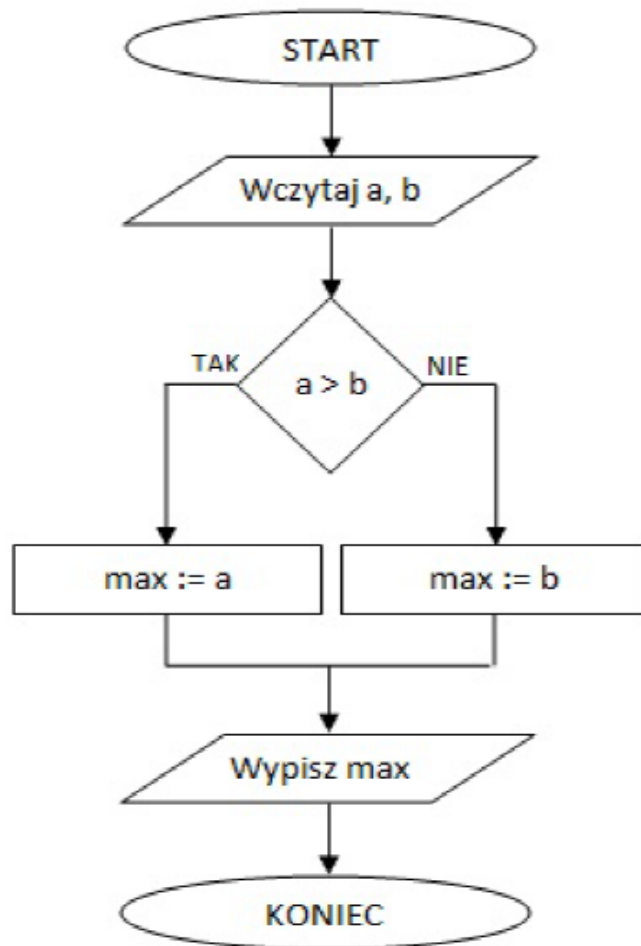 START
Wczytaj a, b
TAK
NIE
a > b
max := a
max := b
Wypisz max
KONIEC